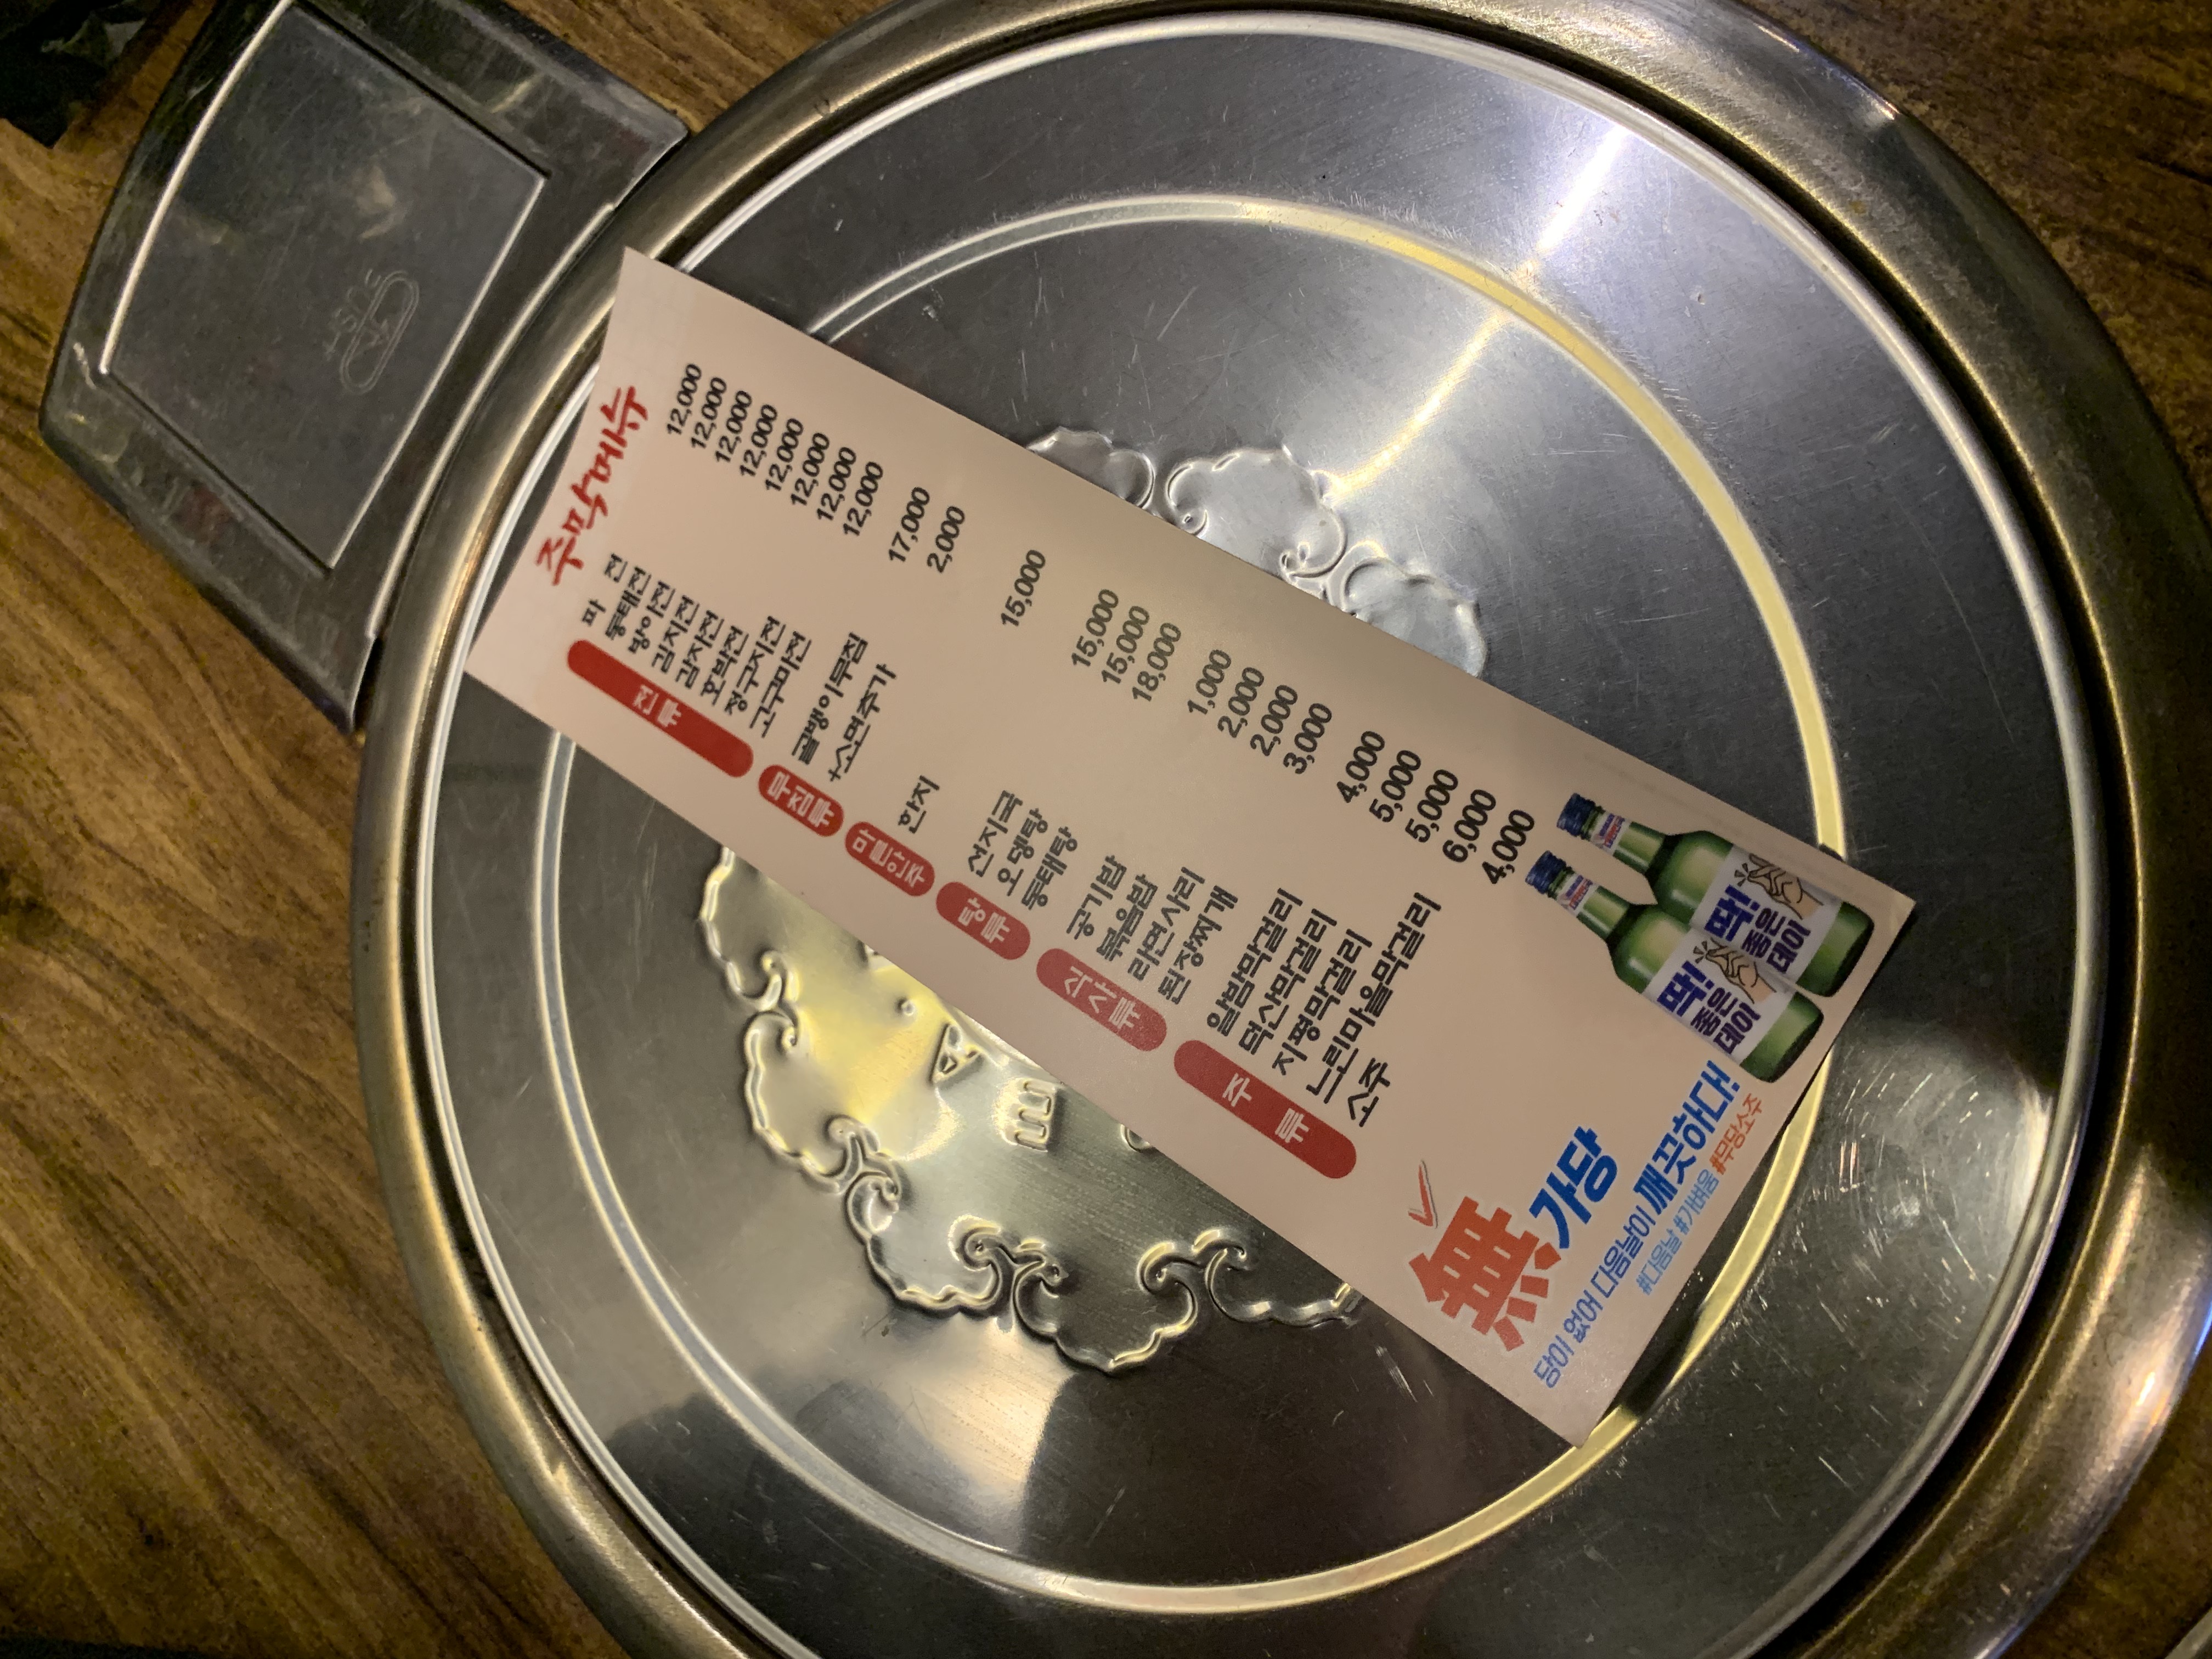 주막메뉴
전류
파 전 12,000
동태전 12,000
방아전 12,000
김치전 12,000
감자전 12,000
호박전 12,000
정구지전 12,000
고구마전 12,000
무침류
골뱅이무침 17,000
+소면추가 2,000
마른안주
한치 15,000
탕류
선지국 15,000
오뎅탕 15,000
동태탕 18,000
식사류
공기밥 1,000
볶음밥 2,000
라면사리 2,000
된장찌개 3,000
주류
알밤막걸리 4,000
덕산막걸리 5,000
지평막걸리 5,000
느린마을막걸리 6,000
소주 4,000
無가당
당이 없어 다음날이 깨끗하다!
#다음날 #가벼움 #무당소주
딱!
좋은
데이
딱!
좋은
데이
PUSH